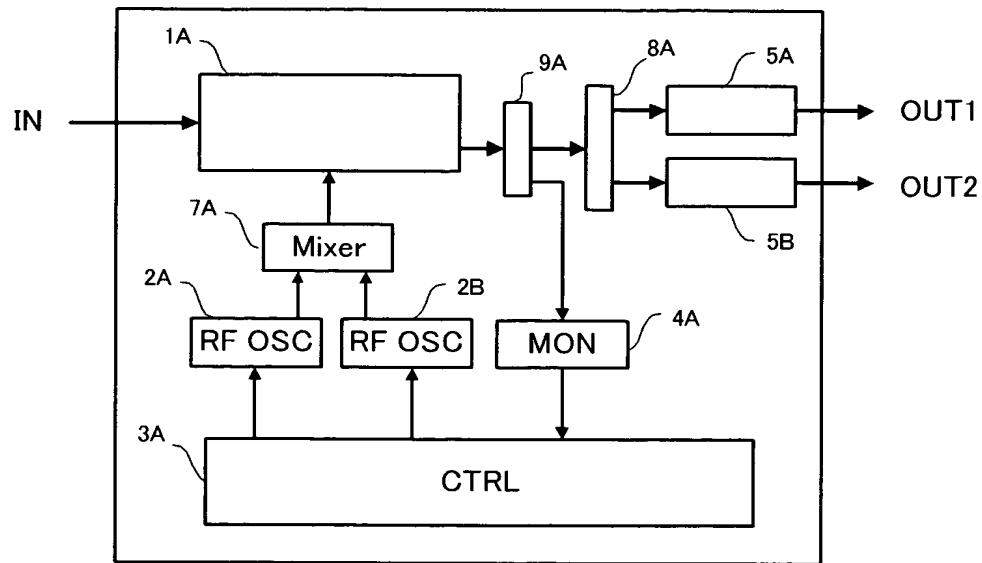 1A
9A
8A
5A
IN
OUT1
OUT2
7A
Mixer
5B
2A
2B
4A
RF OSC
RF OSC
MON
3A
CTRL